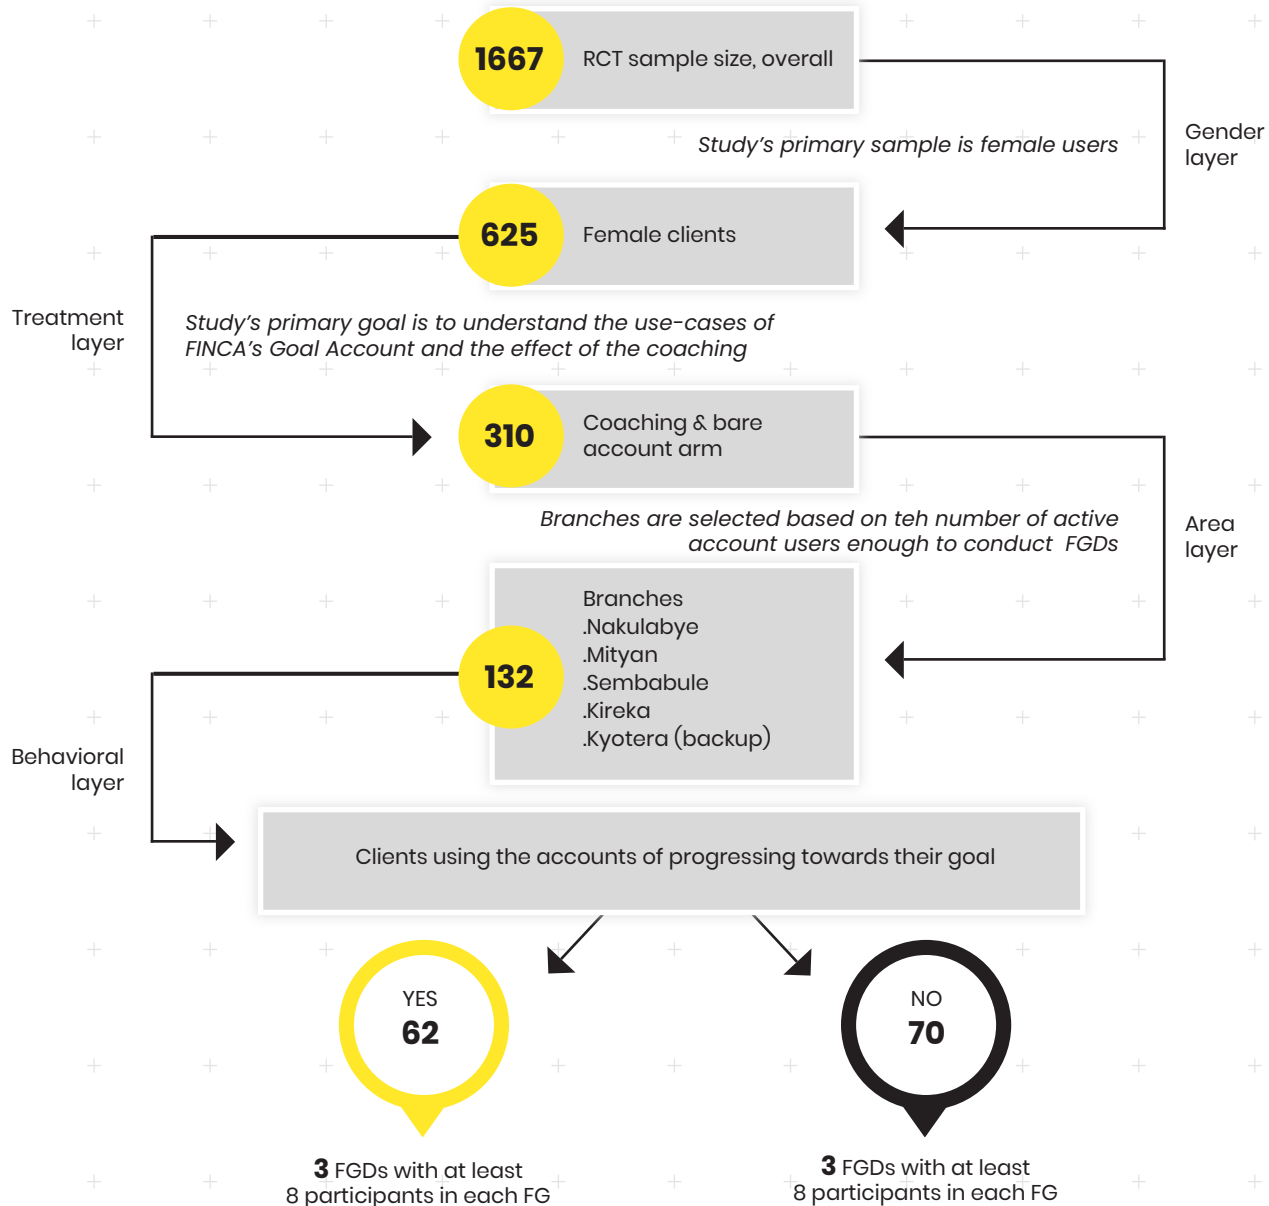 1667
RCT sample size, overall
Gender
layer
Study's primary sample is female users
625
Female clients
Treatment
layer
Study's primary goal is to understand the use-cases of
FINCA's Goal Account and the effect of the coaching
310
Coaching & bare
account arm
Branches are selected based on teh number of active
account users enough to conduct FGDs
Area
layer
132
Branches
.Nakulabye
.Mityan
.Sembabule
.Kireka
.Kyotera (backup)
Behavioral
layer
Clients using the accounts of progressing towards their goal
YES
62
NO
70
3 FGDs with at least
8 participants in each FG
3 FGDs with at least
8 participants in each FG